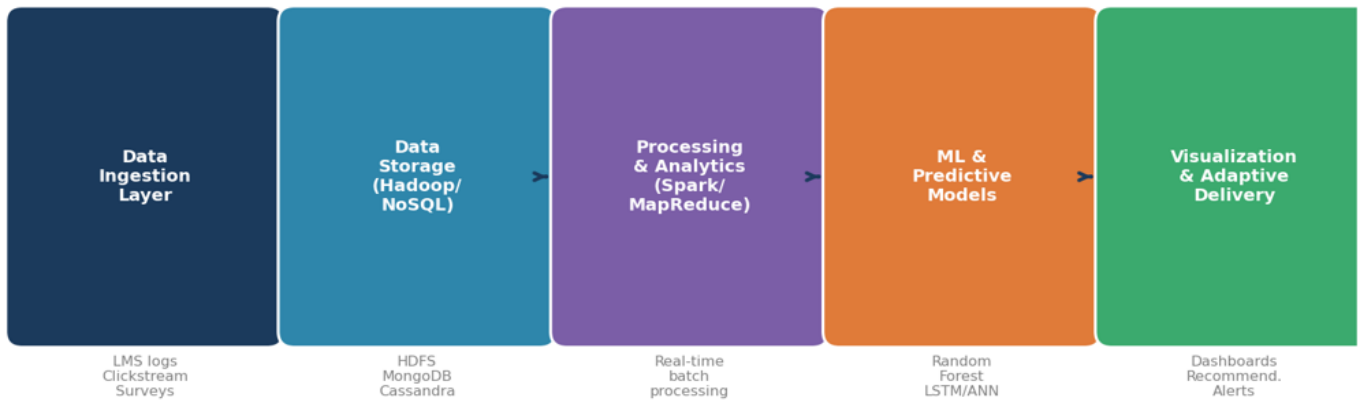 Data
Ingestion
Layer
Data
Storage
(Hadoop/
NoSQL)
Processing
& Analytics
(Spark/
MapReduce)
ML &
Predictive
Models
Visualization
& Adaptive
Delivery
LMS logs
Clickstream
Surveys
HDFS
MongoDB
Cassandra
Real-time
batch
processing
Random
Forest
LSTM/ANN
Dashboards
Recommend.
Alerts